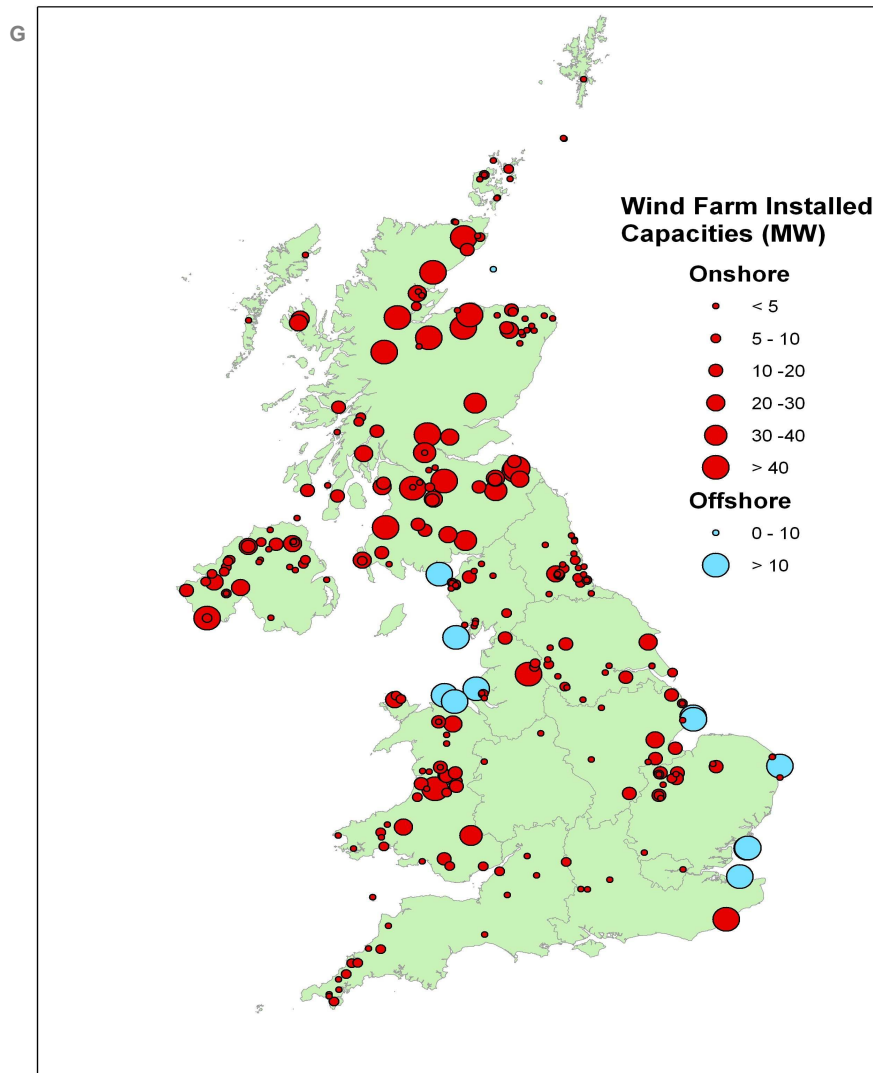 G
Wind Farm Installed
Capacities (MW)
Onshore
< 5
5 - 10
10 -20
20 -30
30 -40
> 40
Offshore
0 - 10
> 10